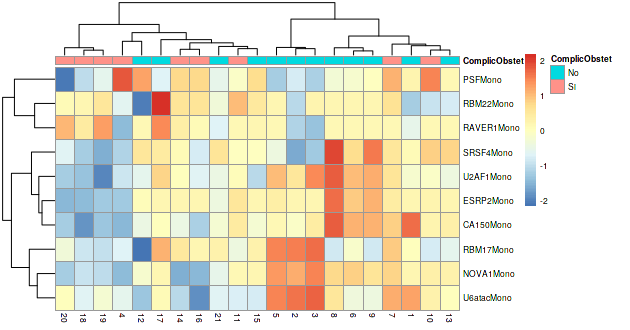 ComplicObstet
PSFMono
RBM22Mono
RAVER1Mono
SRSF4Mono
U2AF1Mono
ESRP2Mono
CA150Mono
RBM17Mono
NOVA1Mono
U6atacMono
20 18 19 4 12 17 14 16 21 11 15 5 2 3 8 6 9 7 1 10 13
2
1
0
-1
-2
ComplicObstet
No
SI